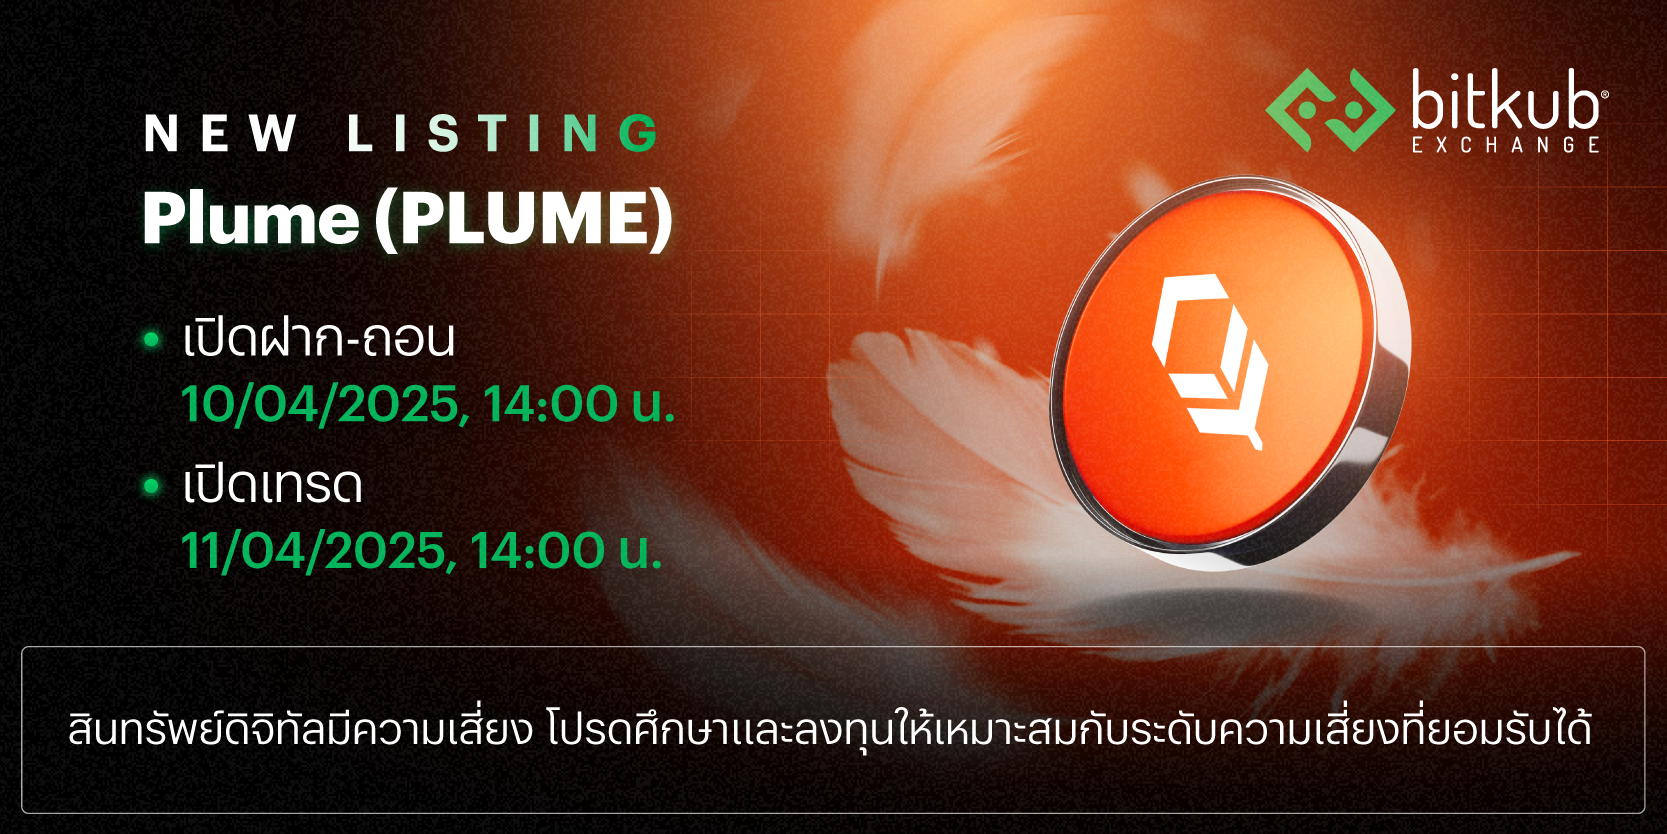 NEW LISTING
Plume (PLUME)
bitkub®
EXCHANGE
• เปิดฝาก-ถอน
10/04/2025, 14:00 น.
• เปิดเทรด
11/04/2025, 14:00 น.
สินทรัพย์ดิจิทัลมีความเสี่ยง โปรดศึกษาและลงทุนให้เหมาะสมกับระดับความเสี่ยงที่ยอมรับได้